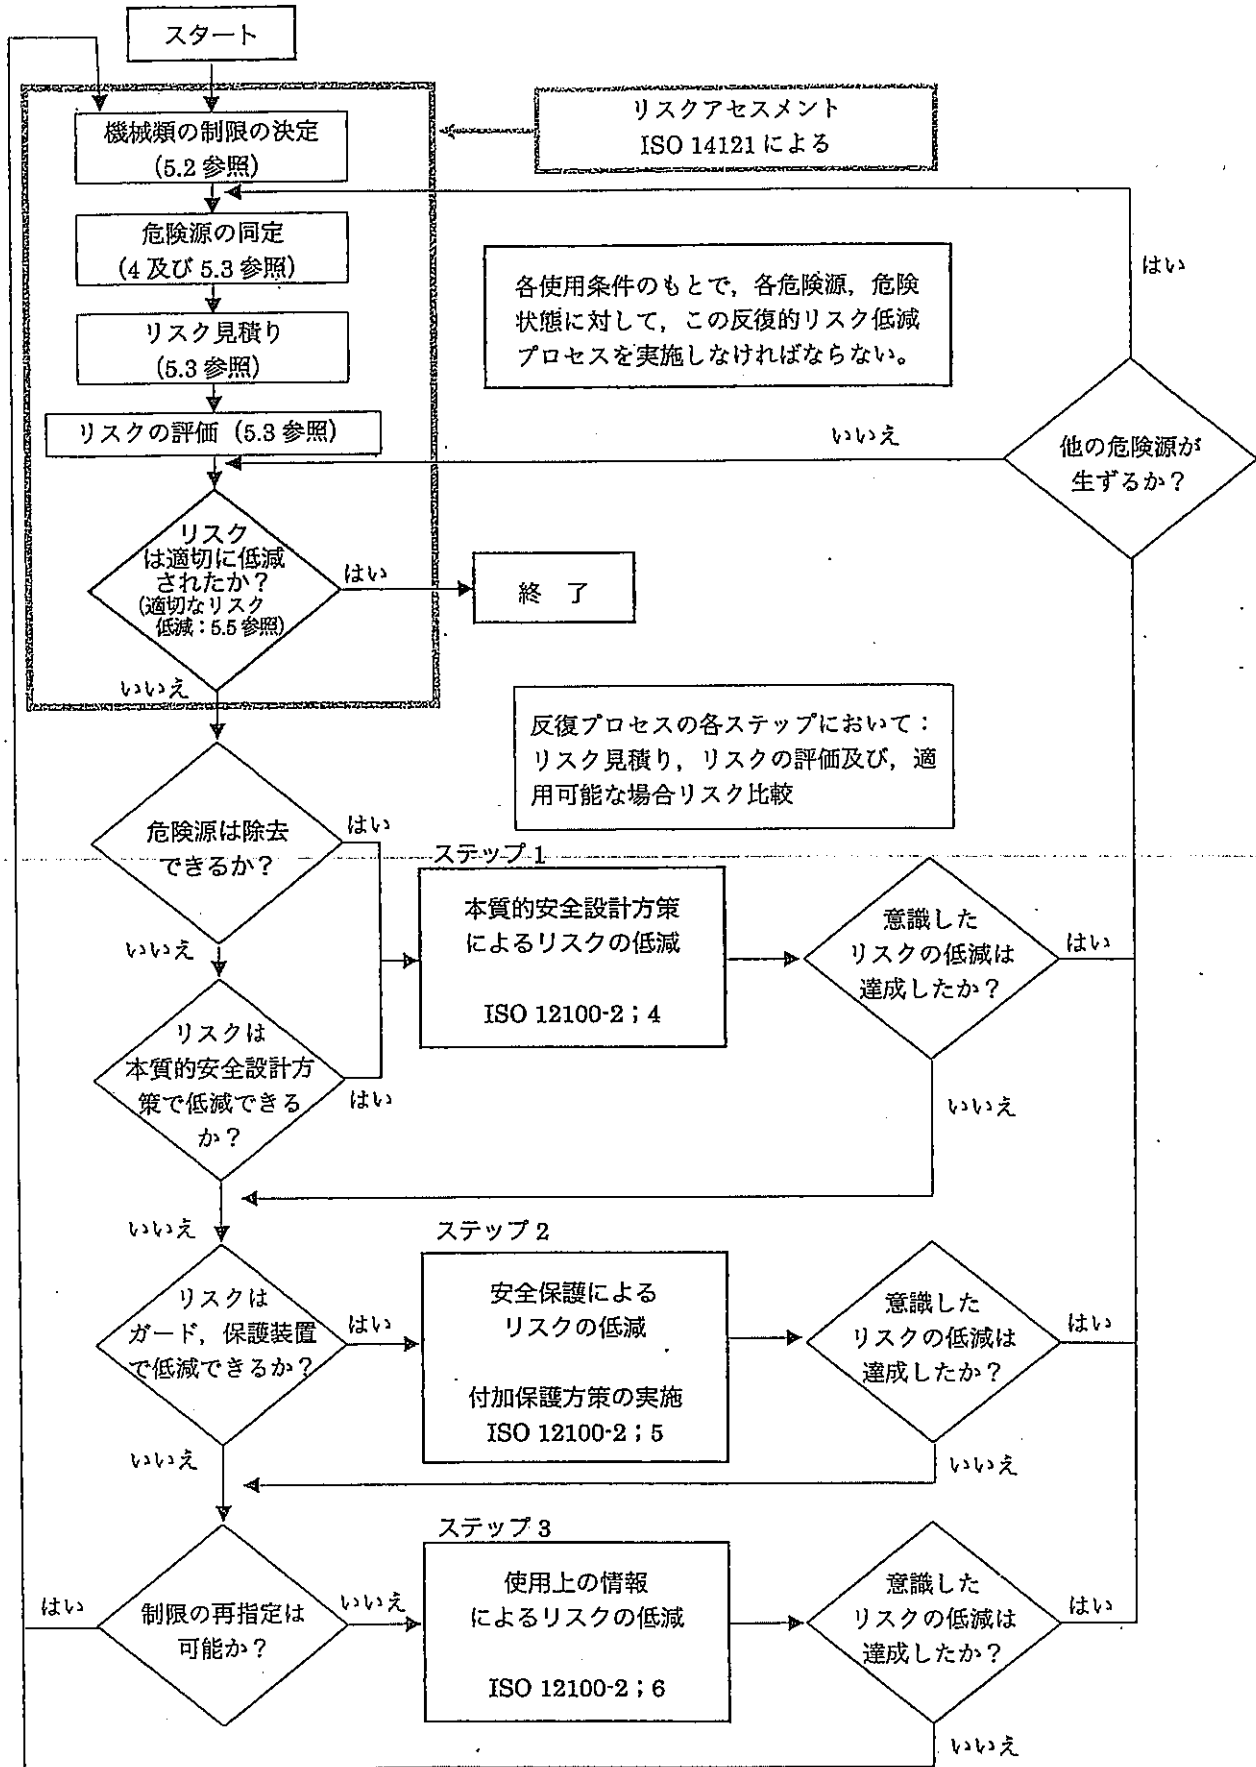 スタート
リスクアセスメント
ISO 14121 による
機械類の制限の決定
(5.2 参照)
危険源の同定
(4 及び 5.3 参照)
はい
各使用条件のもとで，各危険源，危険
状態に対して，この反復的リスク低減
プロセスを実施しなければならない。
リスク見積り
(5.3 参照)
リスクの評価 (5.3 参照)
いいえ
他の危険源が
生ずるか？
リスク
は適切に低減
されたか？
(適切なリスク
低減：5.5 参照)
はい
終 了
いいえ
反復プロセスの各ステップにおいて：
リスク見積り，リスクの評価及び，適
用可能な場合リスク比較
危険源は除去
できるか？
はい
いいえ
ステップ 1
本質的安全設計方策
によるリスクの低減
ISO 12100-2；4
意識した
リスクの低減は
達成したか？
はい
いいえ
リスクは
本質的安全設計方
策で低減できる
か？
はい
いいえ
ステップ 2
リスクは
ガード，保護装置
で低減できるか？
はい
安全保護による
リスクの低減
付加保護方策の実施
ISO 12100-2；5
意識した
リスクの低減は
達成したか？
はい
いいえ
いいえ
ステップ 3
はい
制限の再指定は
可能か？
いいえ
使用上の情報
によるリスクの低減
ISO 12100-2；6
意識した
リスクの低減は
達成したか？
はい
いいえ